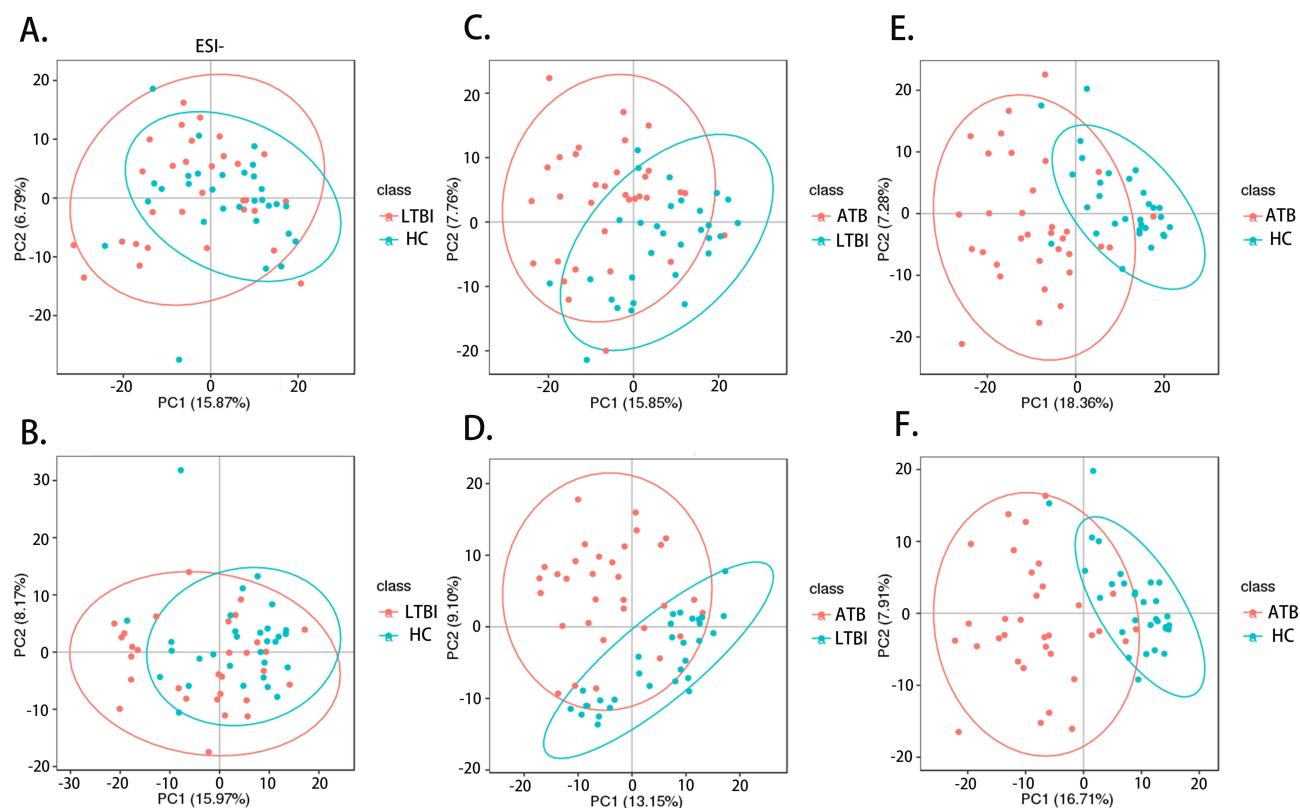 A.
ESI-
20
10
0
-10
-20
PC2 (6.79%)
-20
0
20
PC1 (15.87%)
class
LTBI
HC
C.
20
10
0
-10
-20
PC2 (7.76%)
-20
0
20
PC1 (15.85%)
class
ATB
LTBI
E.
20
10
0
-10
-20
PC2 (7.28%)
-20
0
20
PC1 (18.36%)
class
ATB
HC
B.
30
20
10
0
-10
-20
PC2 (8.17%)
-30
-20
-10
0
10
20
PC1 (15.97%)
class
LTBI
HC
D.
20
10
0
-10
-20
PC2 (9.10%)
-20
-10
0
10
20
PC1 (13.15%)
class
ATB
LTBI
F.
20
10
0
-10
-20
PC2 (7.91%)
-20
-10
0
10
20
PC1 (16.71%)
class
ATB
HC